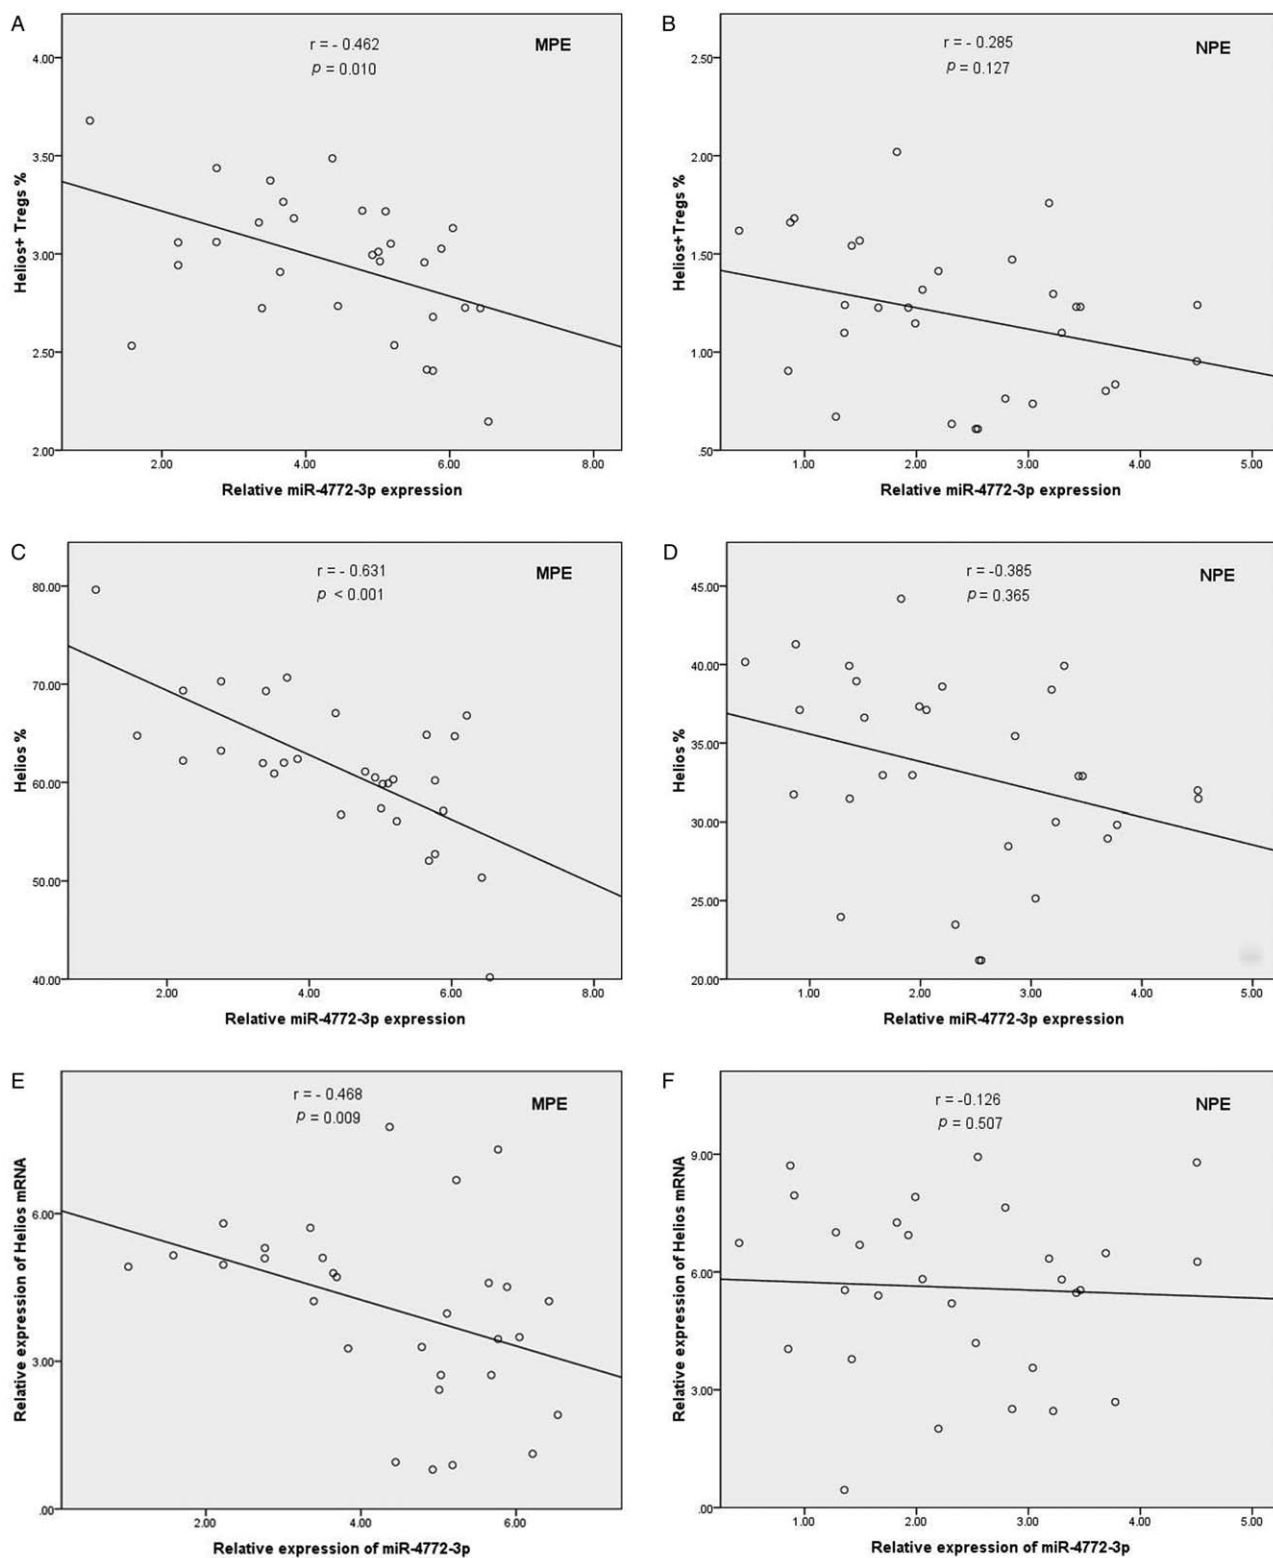 A
r = - 0.462
p = 0.010
MPE
4.00
3.50
3.00
2.50
2.00
Helios+ Tregs %
2.00 4.00 6.00 8.00
Relative miR-4772-3p expression
B
r = - 0.285
p = 0.127
NPE
2.50
2.00
1.50
1.00
.50
Helios+Tregs %
1.00 2.00 3.00 4.00 5.00
Relative miR-4772-3p expression
C
r = - 0.631
p < 0.001
MPE
80.00
70.00
60.00
50.00
40.00
Helios %
2.00 4.00 6.00 8.00
Relative miR-4772-3p expression
D
r = -0.385
p = 0.365
NPE
45.00
40.00
35.00
30.00
25.00
20.00
Helios %
1.00 2.00 3.00 4.00 5.00
Relative miR-4772-3p expression
E
r = - 0.468
p = 0.009
MPE
6.00
3.00
.00
Relative expression of Helios mRNA
2.00 4.00 6.00
Relative expression of miR-4772-3p
F
r = -0.126
p = 0.507
NPE
9.00
6.00
3.00
.00
Relative expression of Helios mRNA
1.00 2.00 3.00 4.00 5.00
Relative expression of miR-4772-3p